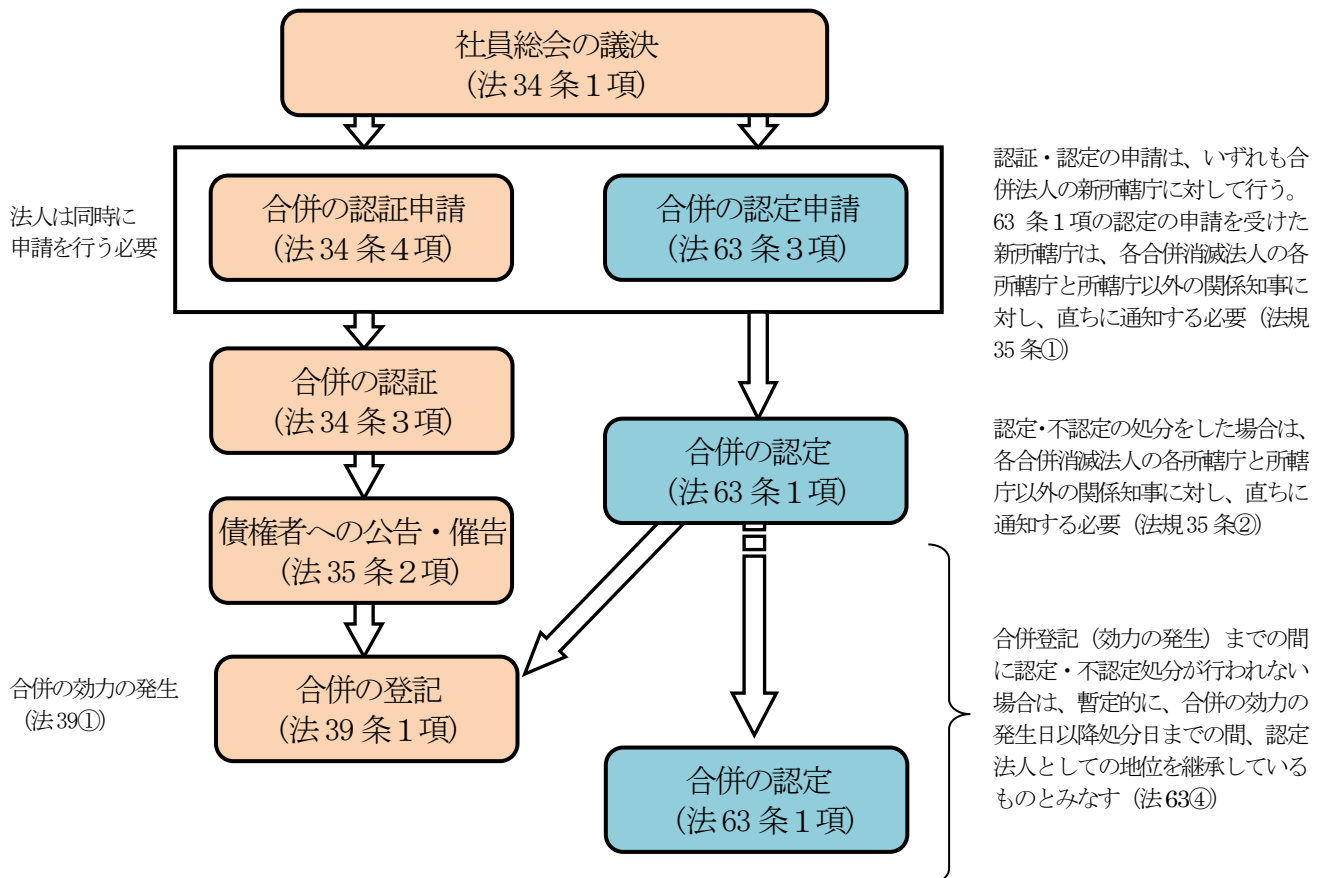 社員総会の議決
(法34条1項)
法人は同時に
申請を行う必要
合併の認証申請
(法34条4項)
合併の認定申請
(法63条3項)
認証・認定の申請は、いずれも合
併法人の新所轄庁に対して行う。
63 条1項の認定の申請を受けた
新所轄庁は、各合併消滅法人の各
所轄庁と所轄庁以外の関係知事に
対し、直ちに通知する必要(法規
35条①)
合併の認証
(法34条3項)
合併の認定
(法63条1項)
認定・不認定の処分をした場合は、
各合併消滅法人の各所轄庁と所轄
庁以外の関係知事に対し、直ちに
通知する必要(法規35条②)
債権者への公告・催告
(法35条2項)
合併の効力の発生
(法39①)
合併の登記
(法39条1項)
合併登記(効力の発生)までの間
に認定・不認定処分が行われない
場合は、暫定的に、合併の効力の
発生日以降処分日までの間、認定
法人としての地位を継承している
ものとみなす(法63④)
合併の認定
(法63条1項)